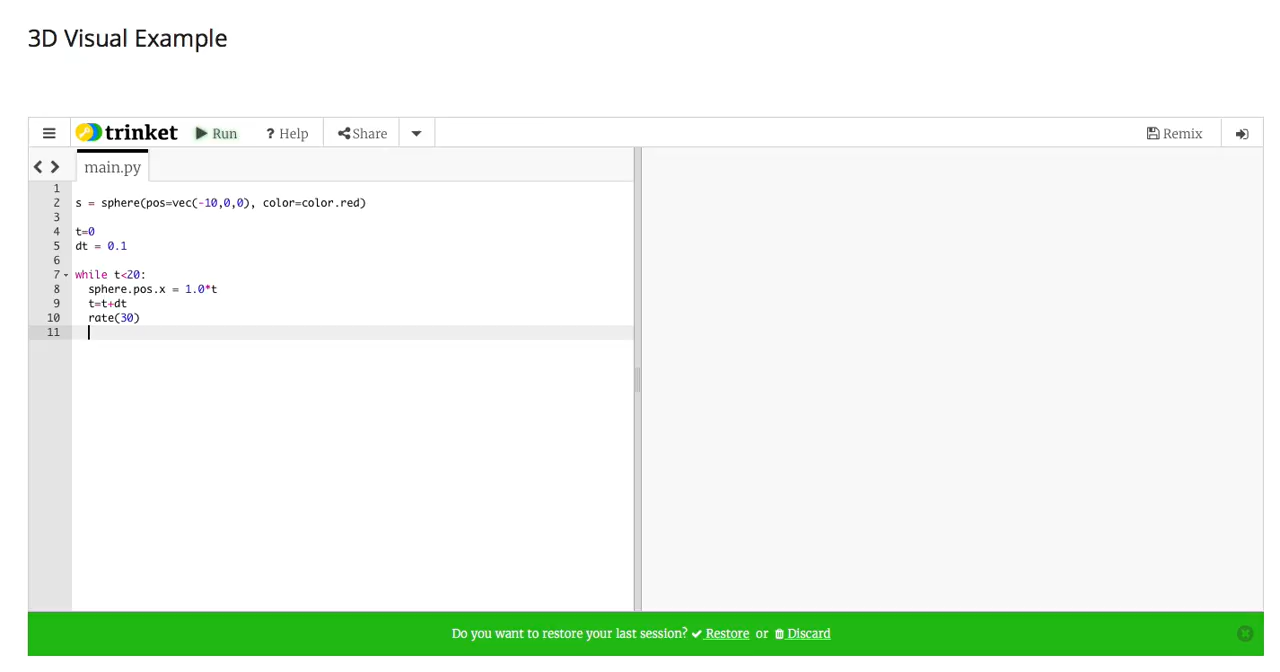 3D Visual Example
trinket Run ? Help Share Remix
main.py
1
2 s = sphere(pos=vec(-10,0,0), color=color.red)
3
4 t=0
5 dt = 0.1
6
7 while t<20:
8 sphere.pos.x = 1.0*t
9 t=t+dt
10 rate(30)
11
Do you want to restore your last session? Restore or Discard